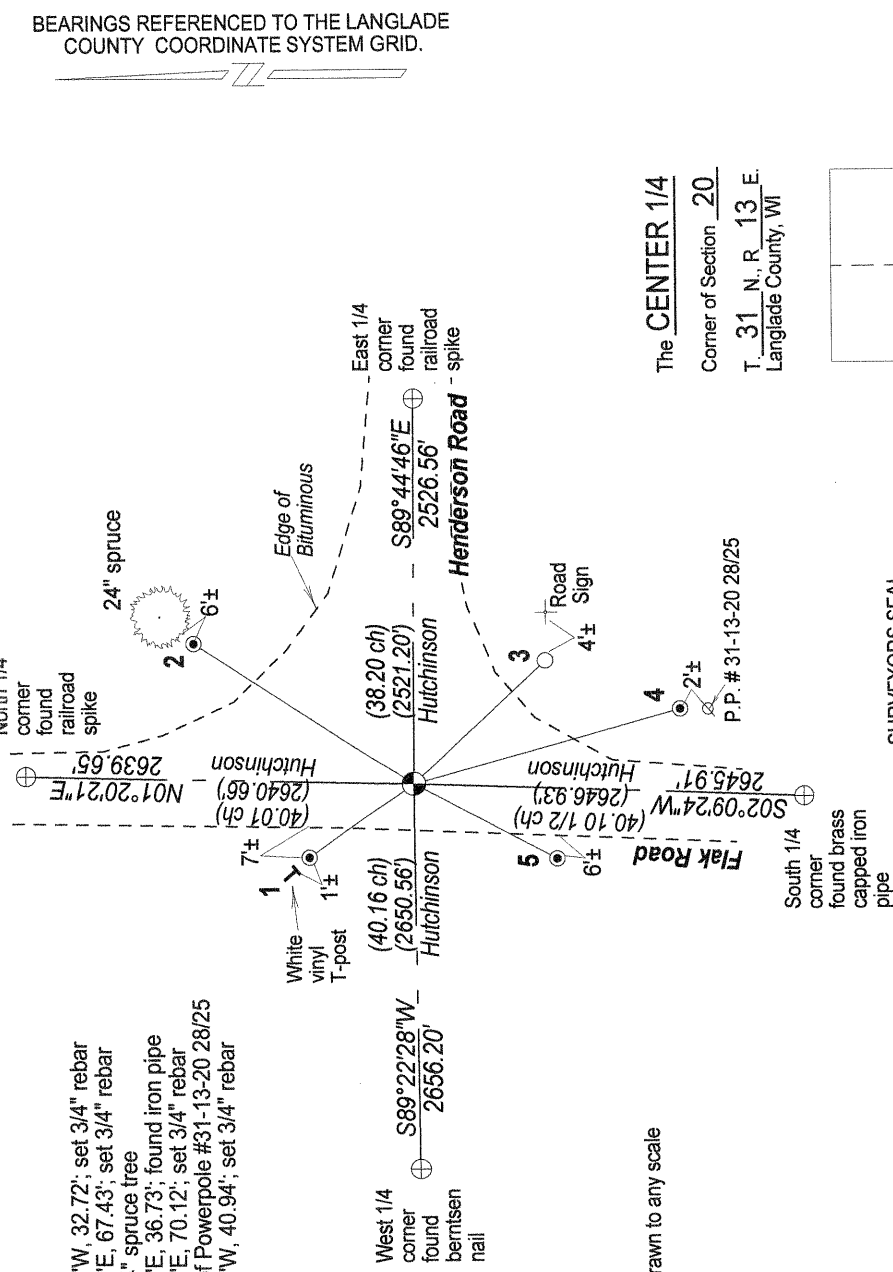 BEARINGS REFERENCED TO THE LANGLADE
COUNTY COORDINATE SYSTEM GRID.
The CENTER 1/4
Corner of Section 20
T. 31 N., R 13 E.
Langlade County, WI
North 1/4
corner
found
railroad
spike
24" spruce
6'±
2
Edge of
Bituminous
East 1/4
corner
found
railroad
spike
S89°44'46"E
2526.56'
Henderson Road
(38.20 ch)
(2521.20')
Hutchinson
N01°20'21"E
2639.65'
(40.01 ch)
(2640.66')
Hutchinson
3
Road
Sign
4'±
4
2'±
P.P. # 31-13-20 28/25
7'±
1
1'±
White
vinyl
T-post
(40.16 ch)
(2650.56')
Hutchinson
5
6'±
Flak Road
(40.10 1/2 ch)
(2646.93')
Hutchinson
S02°09'24"W
2645.91'
South 1/4
corner
found brass
capped iron
pipe
S89°22'28"W
2656.20'
West 1/4
corner
found
berntsen
nail
"W, 32.72'; set 3/4" rebar
'E, 67.43'; set 3/4" rebar
" spruce tree
'E, 36.73'; found iron pipe
"E, 70.12'; set 3/4" rebar
f Powerpole #31-13-20 28/25
"W, 40.94'; set 3/4" rebar
rawn to any scale
SURVEYORS SEAL